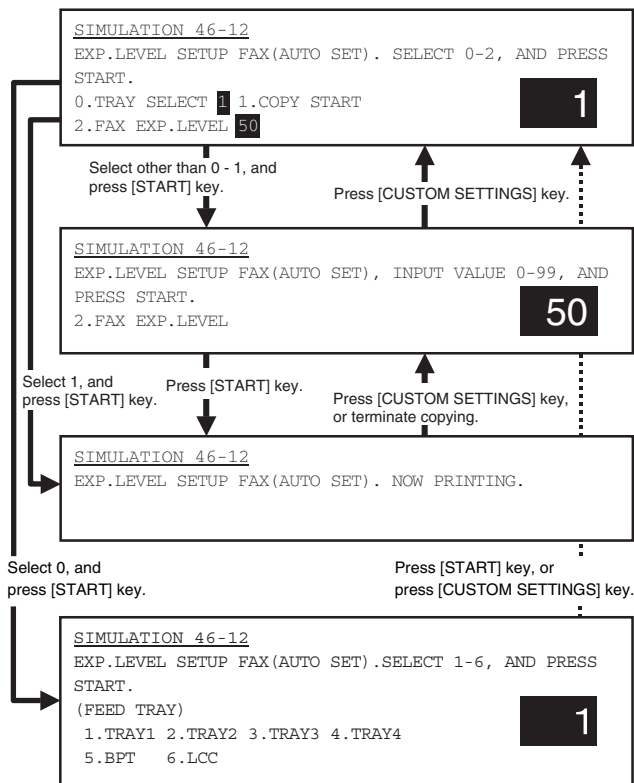 SIMULATION 46-12
EXP.LEVEL SETUP FAX(AUTO SET). SELECT 0-2, AND PRESS
START.
0.TRAY SELECT 1 1.COPY START
2.FAX EXP.LEVEL 50
1
Select other than 0 - 1, and
press [START] key.
Press [CUSTOM SETTINGS] key.
SIMULATION 46-12
EXP.LEVEL SETUP FAX(AUTO SET), INPUT VALUE 0-99, AND
PRESS START.
2.FAX EXP.LEVEL
50
Select 1, and
press [START] key.
Press [START] key.
Press [CUSTOM SETTINGS] key,
or terminate copying.
SIMULATION 46-12
EXP.LEVEL SETUP FAX(AUTO SET). NOW PRINTING.
Select 0, and
press [START] key.
Press [START] key, or
press [CUSTOM SETTINGS] key.
SIMULATION 46-12
EXP.LEVEL SETUP FAX(AUTO SET).SELECT 1-6, AND PRESS
START.
(FEED TRAY)
1.TRAY1 2.TRAY2 3.TRAY3 4.TRAY4
5.BPT 6.LCC
1